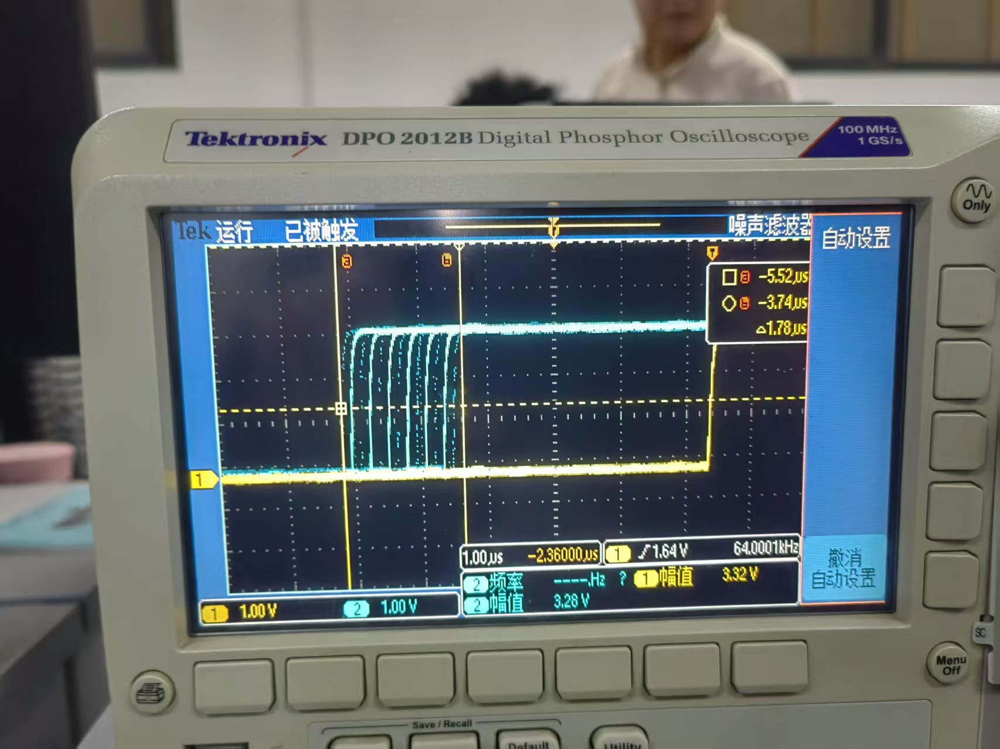 Tektronix DPO 2012B Digital Phosphor Oscilloscope
100 MHz
1 GS/s
Only
Tek 运行 已被触发 噪声滤波器
自动设置
a b
a -5.52µs
b -3.74µs
△1.78µs
1
1.00µs -2.36000µs 1 1.64 V 64.0001kHz
2 频率 ----.Hz ? 1 幅值 3.32 V
2 幅值 3.28 V
1 1.00 V 2 1.00 V
撤消
自动设置
SC
Menu
Off
Save / Recall
Default
Utility